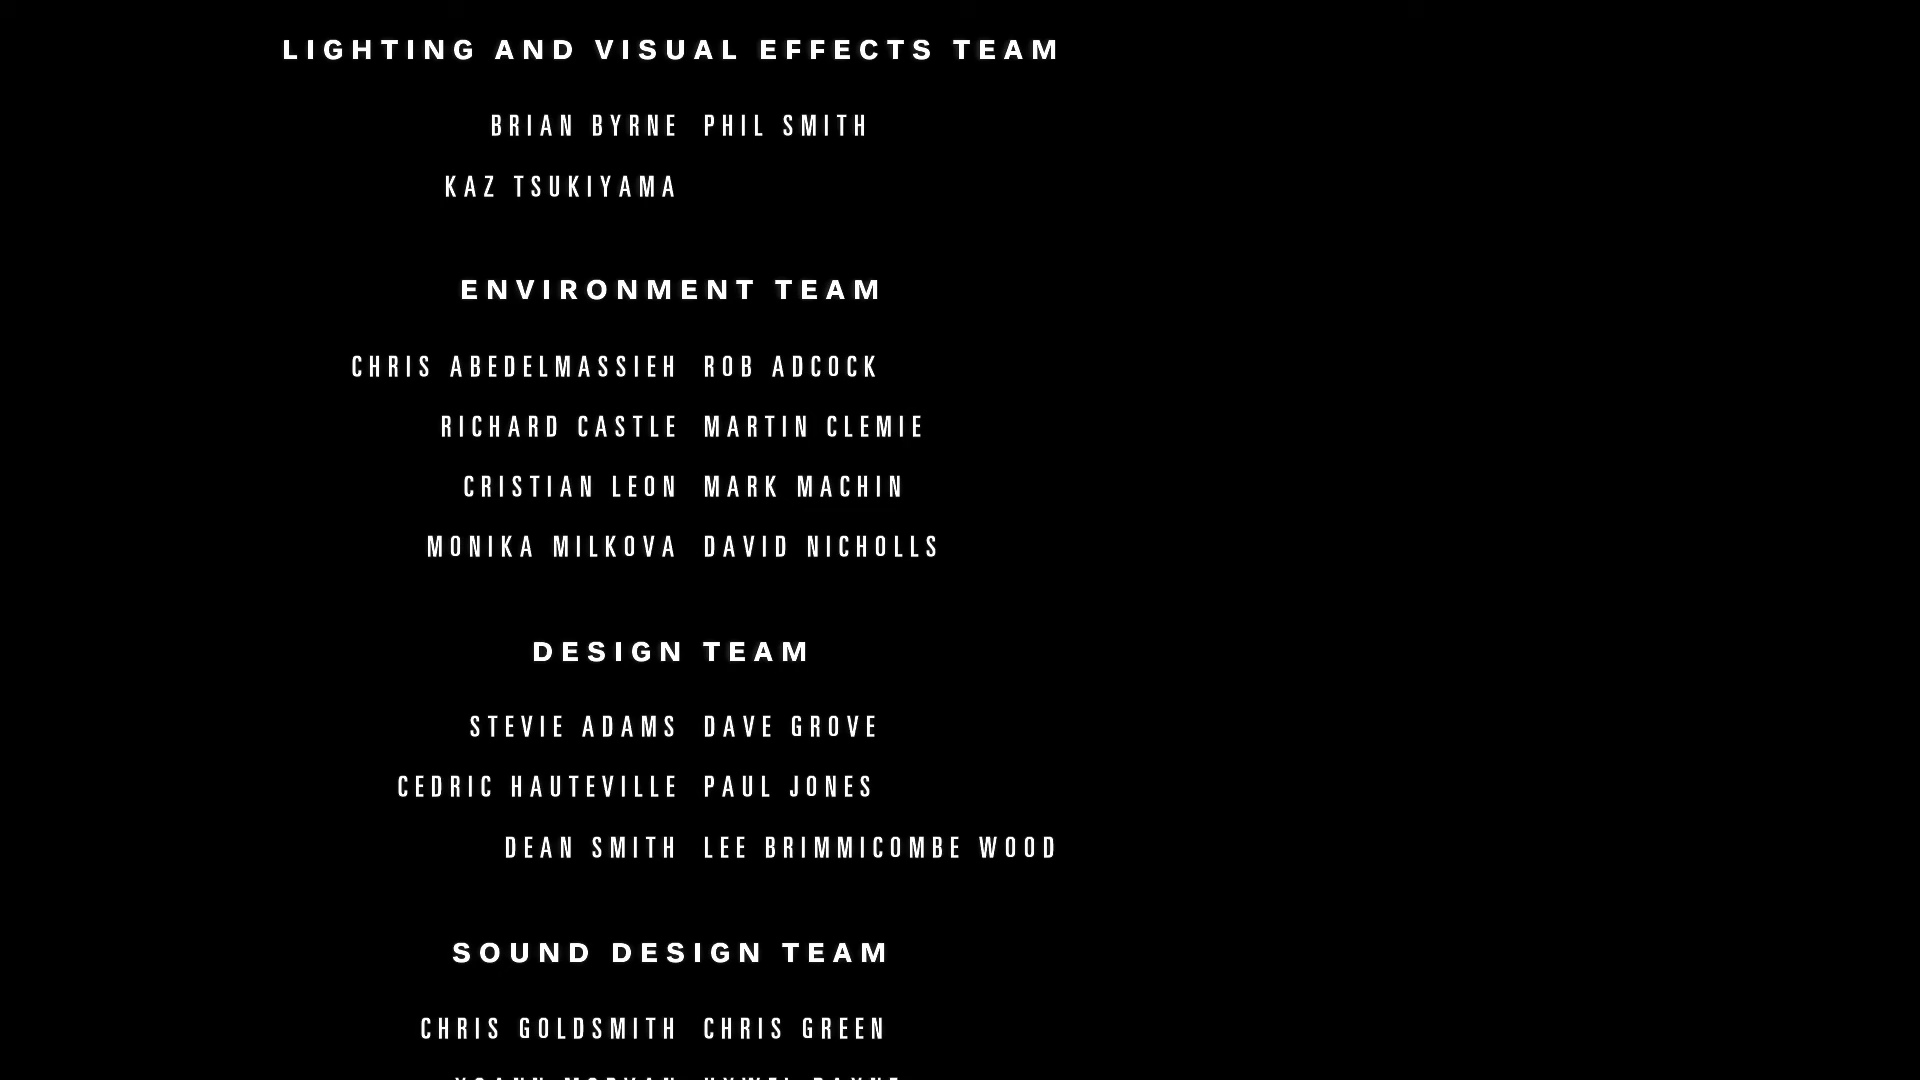 LIGHTING AND VISUAL EFFECTS TEAM
BRIAN BYRNE PHIL SMITH
KAZ TSUKIYAMA
ENVIRONMENT TEAM
CHRIS ABEDELMASSIEH ROB ADCOCK
RICHARD CASTLE MARTIN CLEMIE
CRISTIAN LEON MARK MACHIN
MONIKA MILKOVA DAVID NICHOLLS
DESIGN TEAM
STEVIE ADAMS DAVE GROVE
CEDRIC HAUTEVILLE PAUL JONES
DEAN SMITH LEE BRIMMICOMBE WOOD
SOUND DESIGN TEAM
CHRIS GOLDSMITH CHRIS GREEN